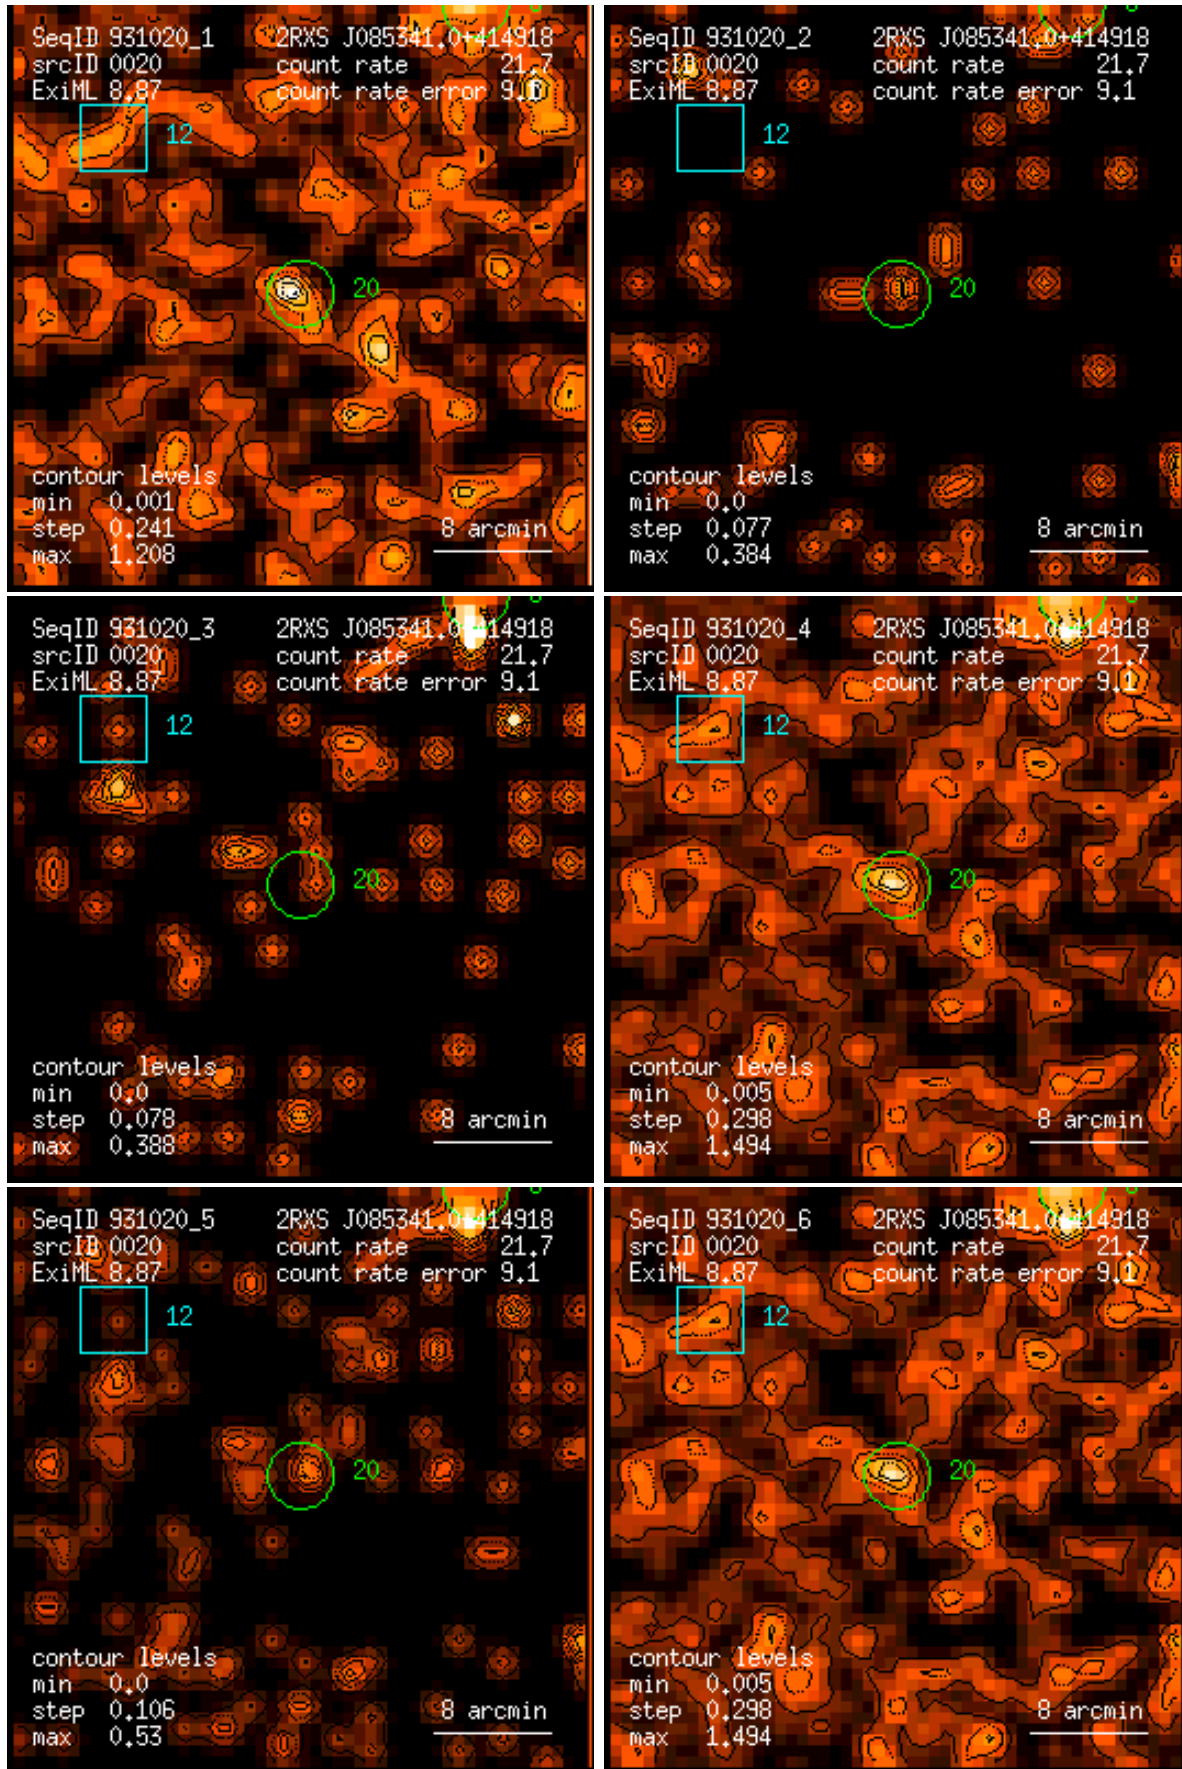 SeqID 931020_1 2RXS J085341.0+414918
srcID 0020 count rate 21.7
ExiML 8.87 count rate error 9.1
12
20
contour levels
min 0.001
step 0.241 8 arcmin
max 1.208
SeqID 931020_2 2RXS J085341.0+414918
srcID 0020 count rate 21.7
ExiML 8.87 count rate error 9.1
12
20
contour levels
min 0.0
step 0.077 8 arcmin
max 0.384
SeqID 931020_3 2RXS J085341.0+414918
srcID 0020 count rate 21.7
ExiML 8.87 count rate error 9.1
12
20
contour levels
min 0.0
step 0.078 8 arcmin
max 0.388
SeqID 931020_4 2RXS J085341.0+414918
srcID 0020 count rate 21.7
ExiML 8.87 count rate error 9.1
12
20
contour levels
min 0.005
step 0.298 8 arcmin
max 1.494
SeqID 931020_5 2RXS J085341.0+414918
srcID 0020 count rate 21.7
ExiML 8.87 count rate error 9.1
12
20
contour levels
min 0.0
step 0.106 8 arcmin
max 0.53
SeqID 931020_6 2RXS J085341.0+414918
srcID 0020 count rate 21.7
ExiML 8.87 count rate error 9.1
12
20
contour levels
min 0.005
step 0.298 8 arcmin
max 1.494